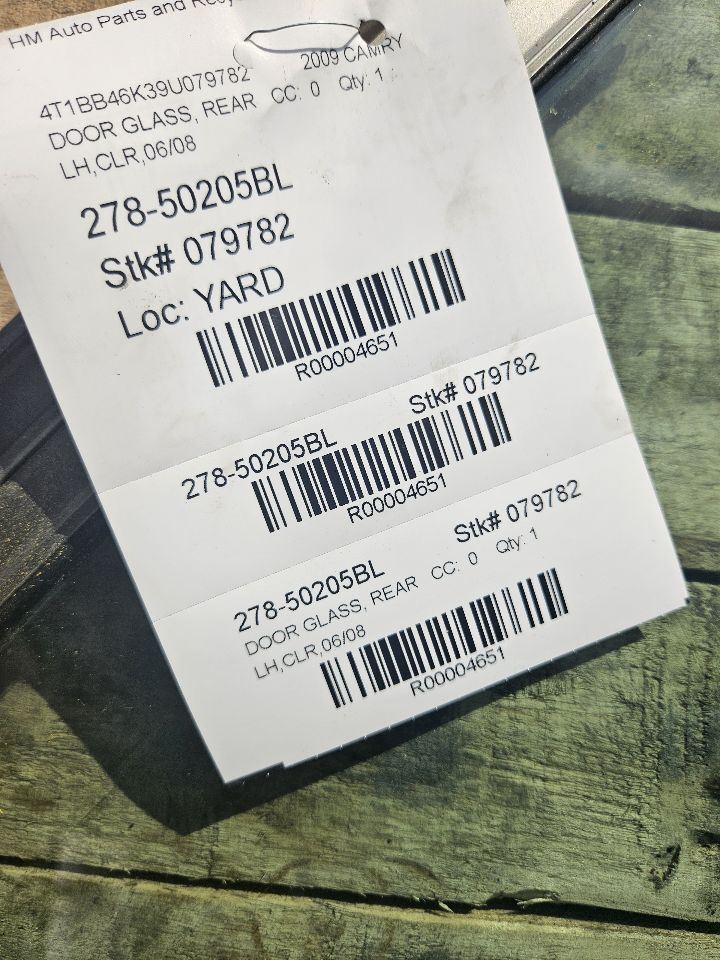 HM Auto Parts and
4T1BB46K39U079782 2009 CAMRY
DOOR GLASS, REAR CC: 0 Qty: 1
LH,CLR,06/08
278-50205BL
Stk# 079782
Loc: YARD
R00004651
278-50205BL Stk# 079782
R00004651
278-50205BL Stk# 079782
DOOR GLASS, REAR CC: 0 Qty: 1
LH,CLR,06/08
R00004651